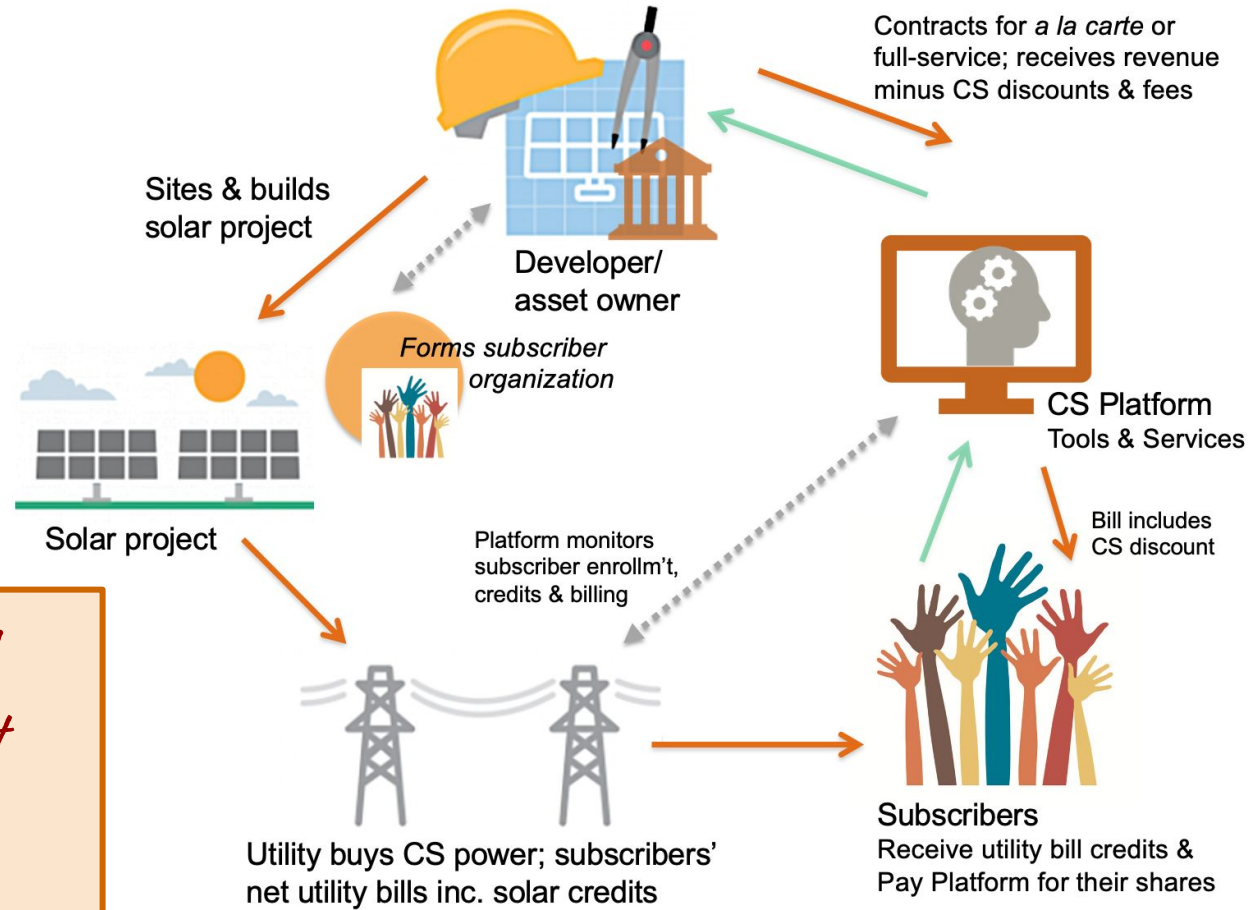 Contracts for a la carte or
full-service; receives revenue
minus CS discounts & fees
Sites & builds
solar project
Developer/
asset owner
Forms subscriber
organization
CS Platform
Tools & Services
Solar project
Platform monitors
subscriber enrollm't,
credits & billing
Bill includes
CS discount
Utility buys CS power; subscribers'
net utility bills inc. solar credits
Subscribers
Receive utility bill credits &
Pay Platform for their shares